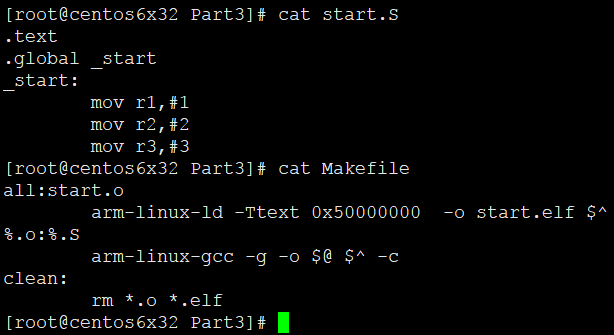 [root@centos6x32 Part3]# cat start.S
.text
.global _start
_start:
        mov r1,#1
        mov r2,#2
        mov r3,#3
[root@centos6x32 Part3]# cat Makefile
all:start.o
        arm-linux-ld -Ttext 0x50000000  -o start.elf $^
%.o:%.S
        arm-linux-gcc -g -o $@ $^ -c
clean:
        rm *.o *.elf
[root@centos6x32 Part3]#